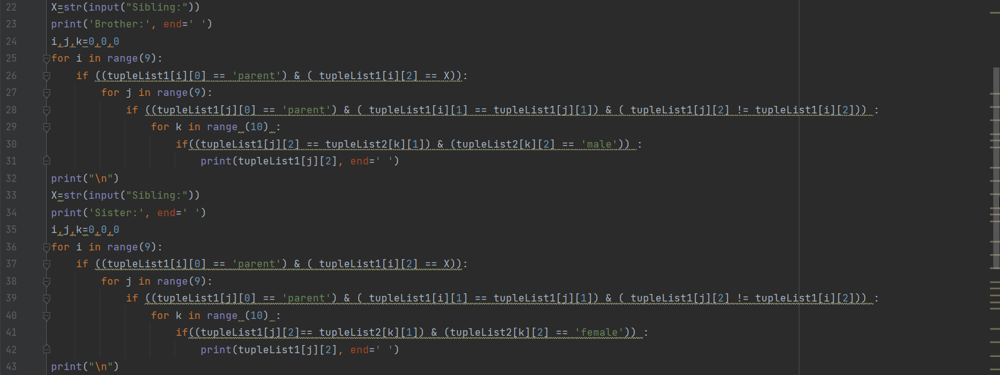 22 X=str(input("Sibling:"))
23 print('Brother:', end=' ')
24 i,j,k=0,0,0
25 for i in range(9):
26     if ((tupleList1[i][0] == 'parent') & ( tupleList1[i][2] == X)):
27         for j in range(9):
28             if ((tupleList1[j][0] == 'parent') & ( tupleList1[i][1] == tupleList1[j][1]) & ( tupleList1[j][2] != tupleList1[i][2])) :
29                 for k in range (10) :
30                     if((tupleList1[j][2] == tupleList2[k][1]) & (tupleList2[k][2] == 'male')) :
31                         print(tupleList1[j][2], end=' ')
32 print("\n")
33 X=str(input("Sibling:"))
34 print('Sister:', end=' ')
35 i,j,k=0,0,0
36 for i in range(9):
37     if ((tupleList1[i][0] == 'parent') & ( tupleList1[i][2] == X)):
38         for j in range(9):
39             if ((tupleList1[j][0] == 'parent') & ( tupleList1[i][1] == tupleList1[j][1]) & ( tupleList1[j][2] != tupleList1[i][2])) :
40                 for k in range (10) :
41                     if((tupleList1[j][2]== tupleList2[k][1]) & (tupleList2[k][2] == 'female')) :
42                         print(tupleList1[j][2], end=' ')
43 print("\n")